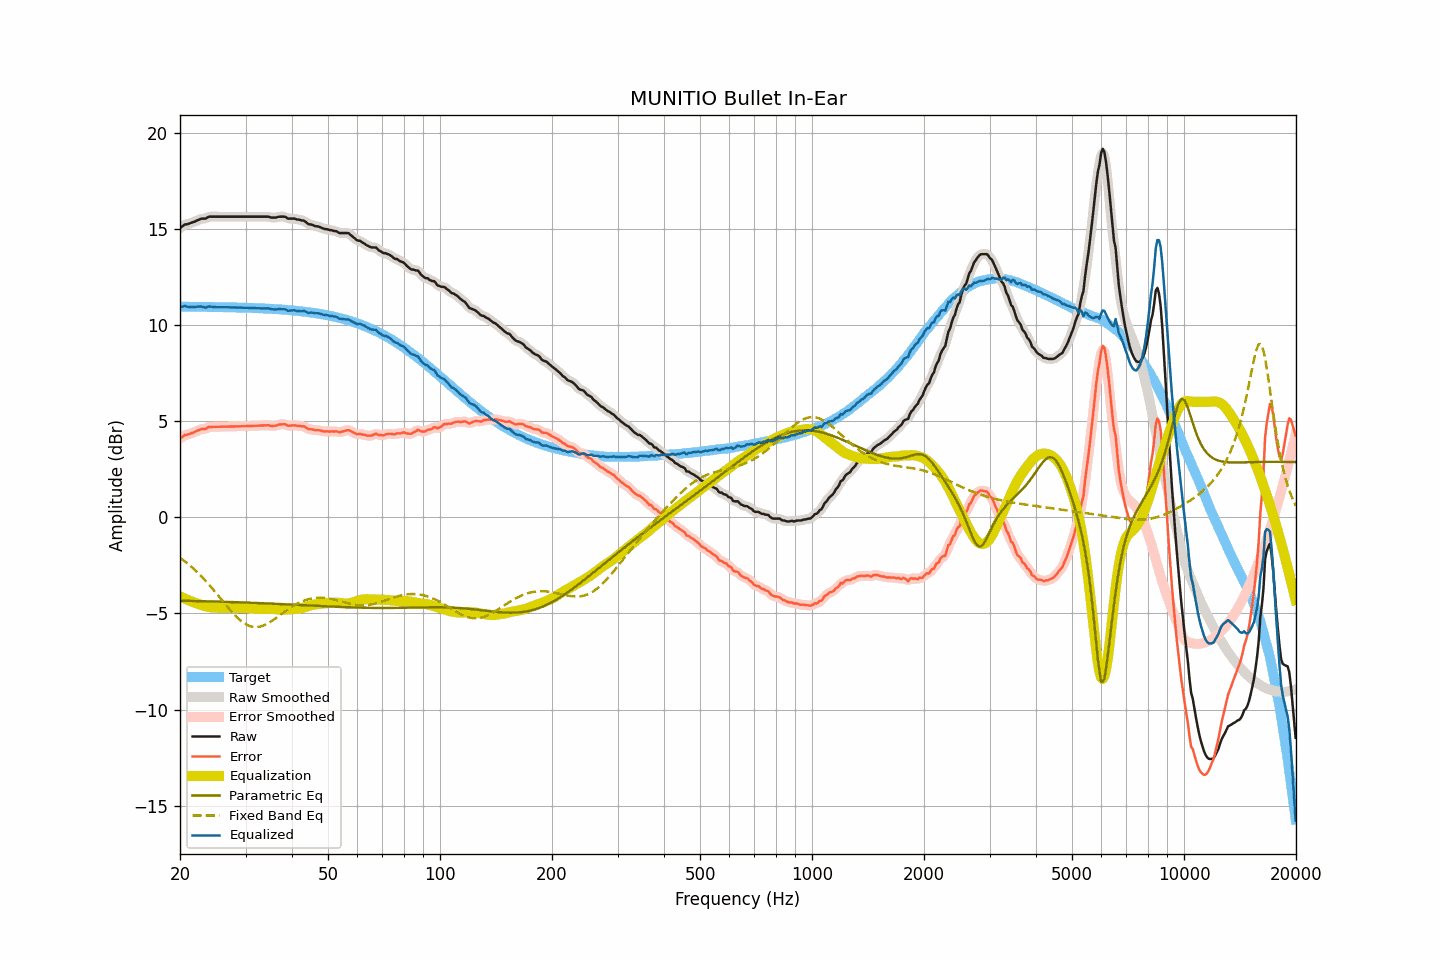 MUNITIO Bullet In-Ear
20
15
10
5
0
−5
−10
−15
Amplitude (dBr)
Target
Raw Smoothed
Error Smoothed
Raw
Error
Equalization
Parametric Eq
Fixed Band Eq
Equalized
20 50 100 200 500 1000 2000 5000 10000 20000
Frequency (Hz)